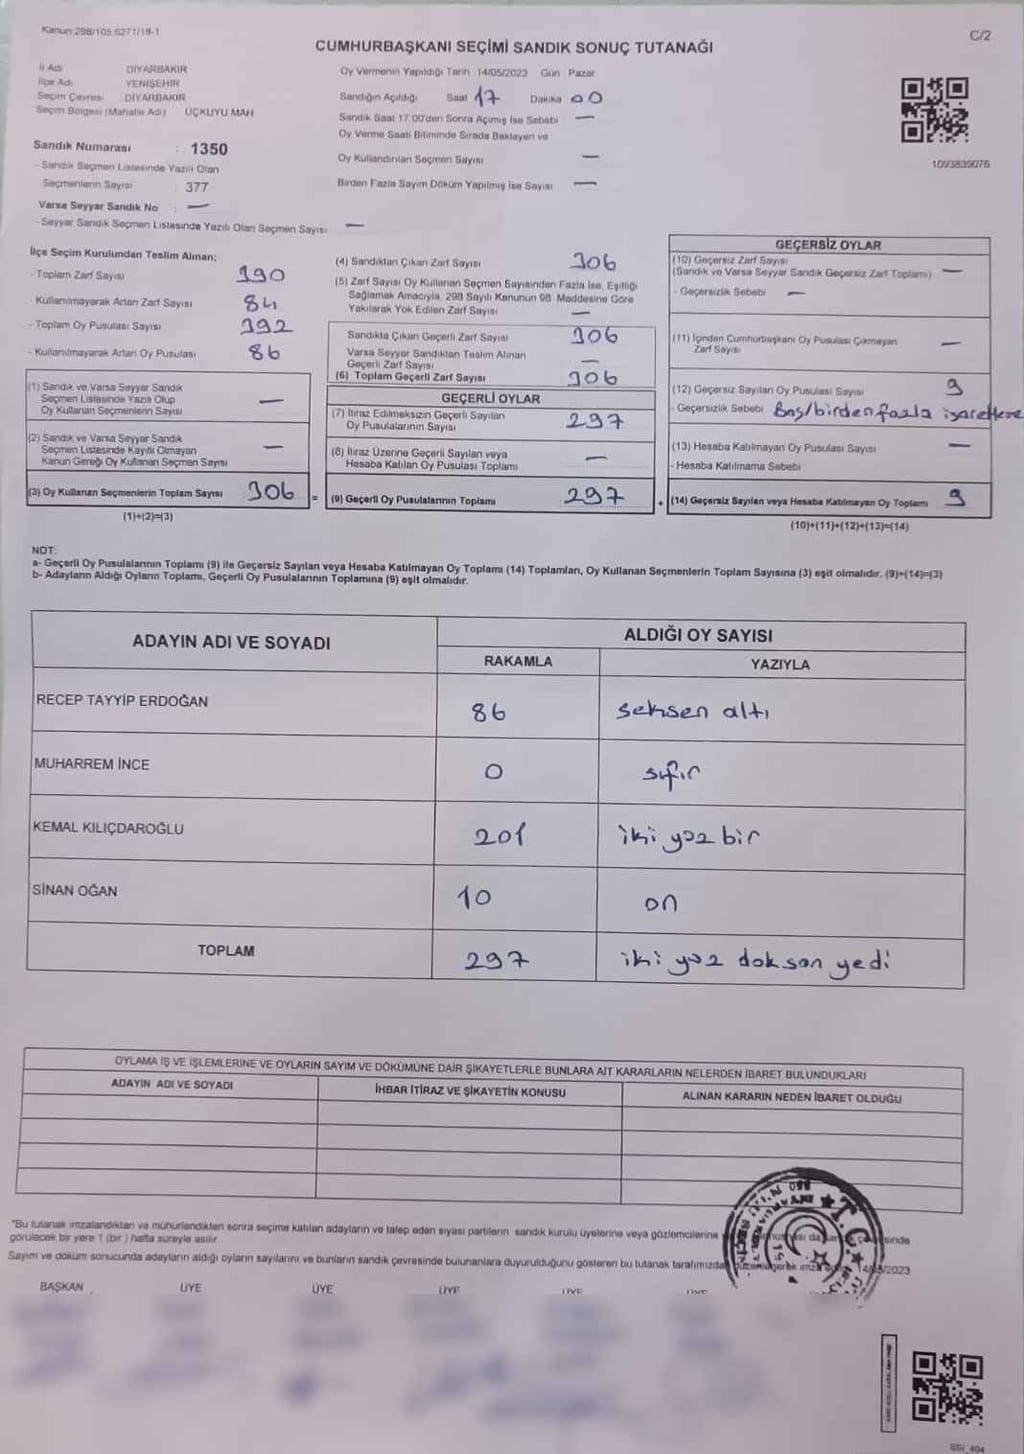 Kanun 298/105.6271/18-1
C/2
CUMHURBAŞKANI SEÇİMİ SANDIK SONUÇ TUTANAĞI
İl Adı DİYARBAKIR
İlçe Adı YENİŞEHİR
Seçim Çevresi DİYARBAKIR
Seçim Bölgesi (Mahalle Adı) ÜÇKUYU MAH
Sandık Numarası : 1350
- Sandık Seçmen Listesinde Yazılı Olan
Seçmenlerin Sayısı : 377
Varsa Seyyar Sandık No : —
- Seyyar Sandık Seçmen Listesinde Yazılı Olan Seçmen Sayısı : —
Oy Vermenin Yapıldığı Tarih 14/05/2023 Gün Pazar
Sandığın Açıldığı Saat 17 Dakika 00
Sandık Saat 17.00'den Sonra Açılmış İse Sebebi —
Oy Verme Saati Bitiminde Sırada Bekleyen ve
Oy Kullandırılan Seçmen Sayısı —
Birden Fazla Sayım Döküm Yapılmış İse Sayısı —
1093839076
İlçe Seçim Kurulundan Teslim Alınan;
- Toplam Zarf Sayısı 390
- Kullanılmayarak Artan Zarf Sayısı 84
- Toplam Oy Pusulası Sayısı 392
- Kullanılmayarak Artan Oy Pusulası 86
(1) Sandık ve Varsa Seyyar Sandık
Seçmen Listesinde Yazılı Olup
Oy Kullanan Seçmenlerin Sayısı —
(2) Sandık ve Varsa Seyyar Sandık
Seçmen Listesinde Kayıtlı Olmayan
Kanun Gereği Oy Kullanan Seçmen Sayısı —
(3) Oy Kullanan Seçmenlerin Toplam Sayısı 306
(1)+(2)=(3)
(4) Sandıktan Çıkan Zarf Sayısı 306
(5) Zarf Sayısı Oy Kullanan Seçmen Sayısından Fazla İse, Eşitliği
Sağlamak Amacıyla, 298 Sayılı Kanunun 98. Maddesine Göre
Yakılarak Yok Edilen Zarf Sayısı —
Sandıkta Çıkan Geçerli Zarf Sayısı 306
Varsa Seyyar Sandıktan Teslim Alınan
Geçerli Zarf Sayısı —
(6) Toplam Geçerli Zarf Sayısı 306
GEÇERLİ OYLAR
(7) İtiraz Edilmeksizin Geçerli Sayılan
Oy Pusulalarının Sayısı 297
(8) İtiraz Üzerine Geçerli Sayılan veya
Hesaba Katılan Oy Pusulası Toplamı —
= (9) Geçerli Oy Pusulalarının Toplamı 297
GEÇERSİZ OYLAR
(10) Geçersiz Zarf Sayısı
(Sandık ve Varsa Seyyar Sandık Geçersiz Zarf Toplamı) —
- Geçersizlik Sebebi —
(11) İçinden Cumhurbaşkanı Oy Pusulası Çıkmayan
Zarf Sayısı —
(12) Geçersiz Sayılan Oy Pusulası Sayısı 9
- Geçersizlik Sebebi Boş/birden fazla işaretleme
(13) Hesaba Katılmayan Oy Pusulası Sayısı —
- Hesaba Katılmama Sebebi
+ (14) Geçersiz Sayılan veya Hesaba Katılmayan Oy Toplamı 9
(10)+(11)+(12)+(13)=(14)
NOT:
a- Geçerli Oy Pusulalarının Toplamı (9) ile Geçersiz Sayılan veya Hesaba Katılmayan Oy Toplamı (14) Toplamları, Oy Kullanan Seçmenlerin Toplam Sayısına (3) eşit olmalıdır. (9)+(14)=(3)
b- Adayların Aldığı Oyların Toplamı, Geçerli Oy Pusulalarının Toplamına (9) eşit olmalıdır.
ADAYIN ADI VE SOYADI
ALDIĞI OY SAYISI
RAKAMLA YAZIYLA
RECEP TAYYİP ERDOĞAN 86 seksen altı
MUHARREM İNCE 0 sıfır
KEMAL KILIÇDAROĞLU 201 iki yüz bir
SİNAN OĞAN 10 on
TOPLAM 297 iki yüz doksan yedi
OYLAMA İŞ VE İŞLEMLERİNE VE OYLARIN SAYIM VE DÖKÜMÜNE DAİR ŞİKAYETLERLE BUNLARA AİT KARARLARIN NELERDEN İBARET BULUNDUKLARI
ADAYIN ADI VE SOYADI İHBAR İTİRAZ VE ŞİKAYETİN KONUSU ALINAN KARARIN NEDEN İBARET OLDUĞU
"Bu tutanak imzalandıktan ve mühürlendikten sonra seçime katılan adayların ve talep eden siyasi partilerin sandık kurulu üyelerine veya gözlemcilerine
görülecek bir yere 1 (bir) hafta süreyle asılır.
Sayım ve döküm sonucunda adayların aldığı oyların sayılarını ve bunların sandık çevresinde bulunanlara duyurulduğunu gösteren bu tutanak tarafımızdan düzenlenerek
BAŞKAN ÜYE ÜYE ÜYE ÜYE
T.C.